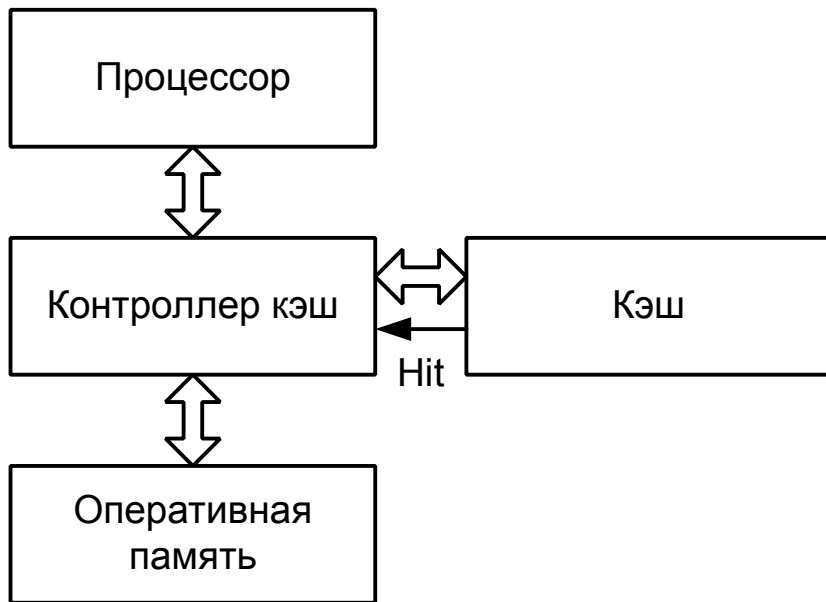 Процессор
Контроллер кэш
Кэш
Hit
Оперативная
память